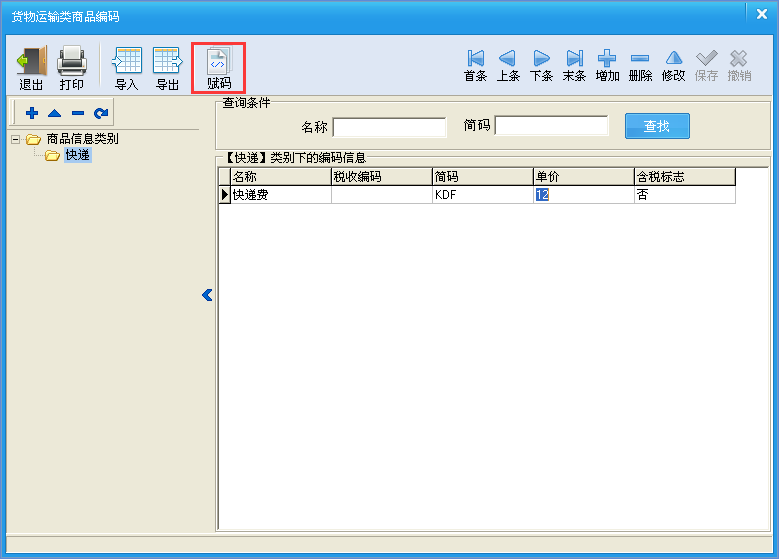 货物运输类商品编码
退出 打印 导入 导出 赋码 首条 上条 下条 末条 增加 删除 修改 保存 撤销
查询条件
名称 简码 查找
商品信息类别
快递
【快递】类别下的编码信息
名称 税收编码 简码 单价 含税标志
快递费 KDF 12 否